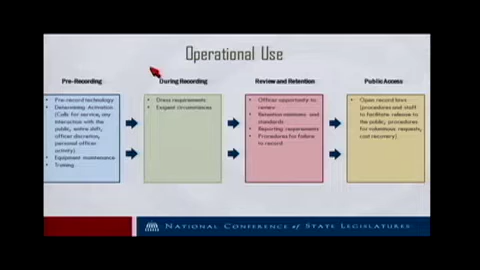 Operational Use
Pre-Recording
During Recording
Review and Retention
Public Access
• Pre-record technology
• Determining Activation
(Calls for service, any
interaction with the
public, entire shift,
officer discretion,
personal officer
activity)
• Equipment maintenance
• Training
• Dress requirements
• Exigent circumstances
• Officer opportunity to
review
• Retention minimums and
standards
• Reporting requirements
• Procedures for failure
to record
• Open record laws
(procedures and staff
to facilitate release to
the public, procedures
for voluminous requests,
cost recovery)
NATIONAL CONFERENCE of STATE LEGISLATURES